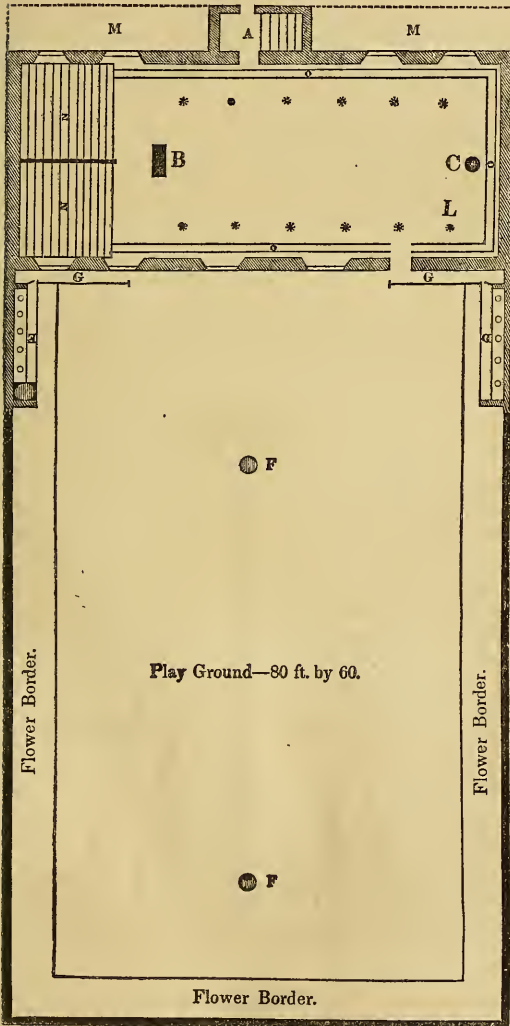 M
A
M
O
N
B
C
O
L
N
O
G
G
F
Play Ground—80 ft. by 60.
Flower Border.
Flower Border.
F
Flower Border.